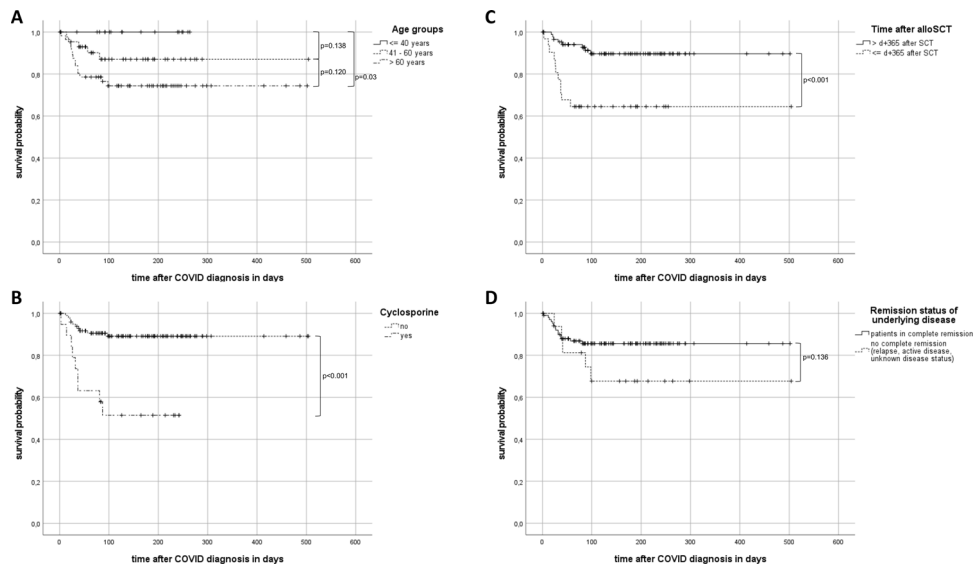 A
Age groups
<= 40 years
41 - 60 years
> 60 years
1,0
0,8
0,6
0,4
0,2
0,0
survival probability
p=0.138
p=0.120
p=0.03
0 100 200 300 400 500 600
time after COVID diagnosis in days
B
Cyclosporine
no
yes
1,0
0,8
0,6
0,4
0,2
0,0
survival probability
p<0.001
0 100 200 300 400 500 600
time after COVID diagnosis in days
C
Time after alloSCT
> d+365 after SCT
<= d+365 after SCT
1,0
0,8
0,6
0,4
0,2
0,0
survival probability
p<0.001
0 100 200 300 400 500 600
time after COVID diagnosis in days
D
Remission status of
underlying disease
patients in complete remission
no complete remission
(relapse, active disease,
unknown disease status)
1,0
0,8
0,6
0,4
0,2
0,0
survival probability
p=0.136
0 100 200 300 400 500 600
time after COVID diagnosis in days